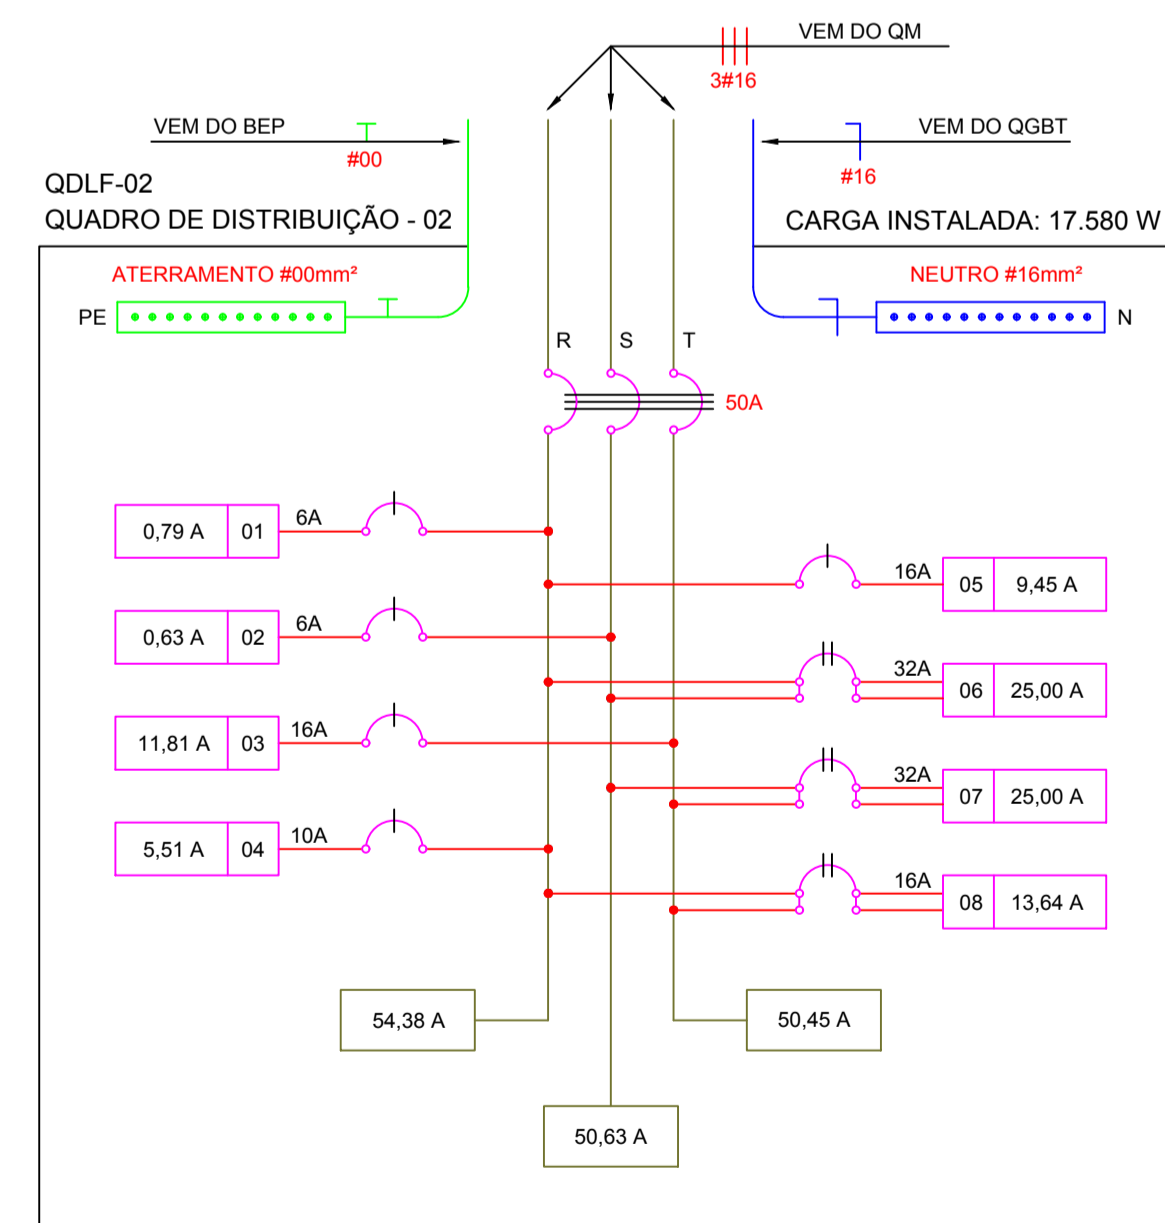 VEM DO QM
3#16
VEM DO BEP
#00
VEM DO QGBT
#16
QDLF-02
QUADRO DE DISTRIBUIÇÃO - 02
CARGA INSTALADA: 17.580 W
ATERRAMENTO #00mm²
NEUTRO #16mm²
PE
N
R S T
50A
0,79 A 01 6A
16A 05 9,45 A
0,63 A 02 6A
32A 06 25,00 A
11,81 A 03 16A
32A 07 25,00 A
5,51 A 04 10A
16A 08 13,64 A
54,38 A
50,45 A
50,63 A